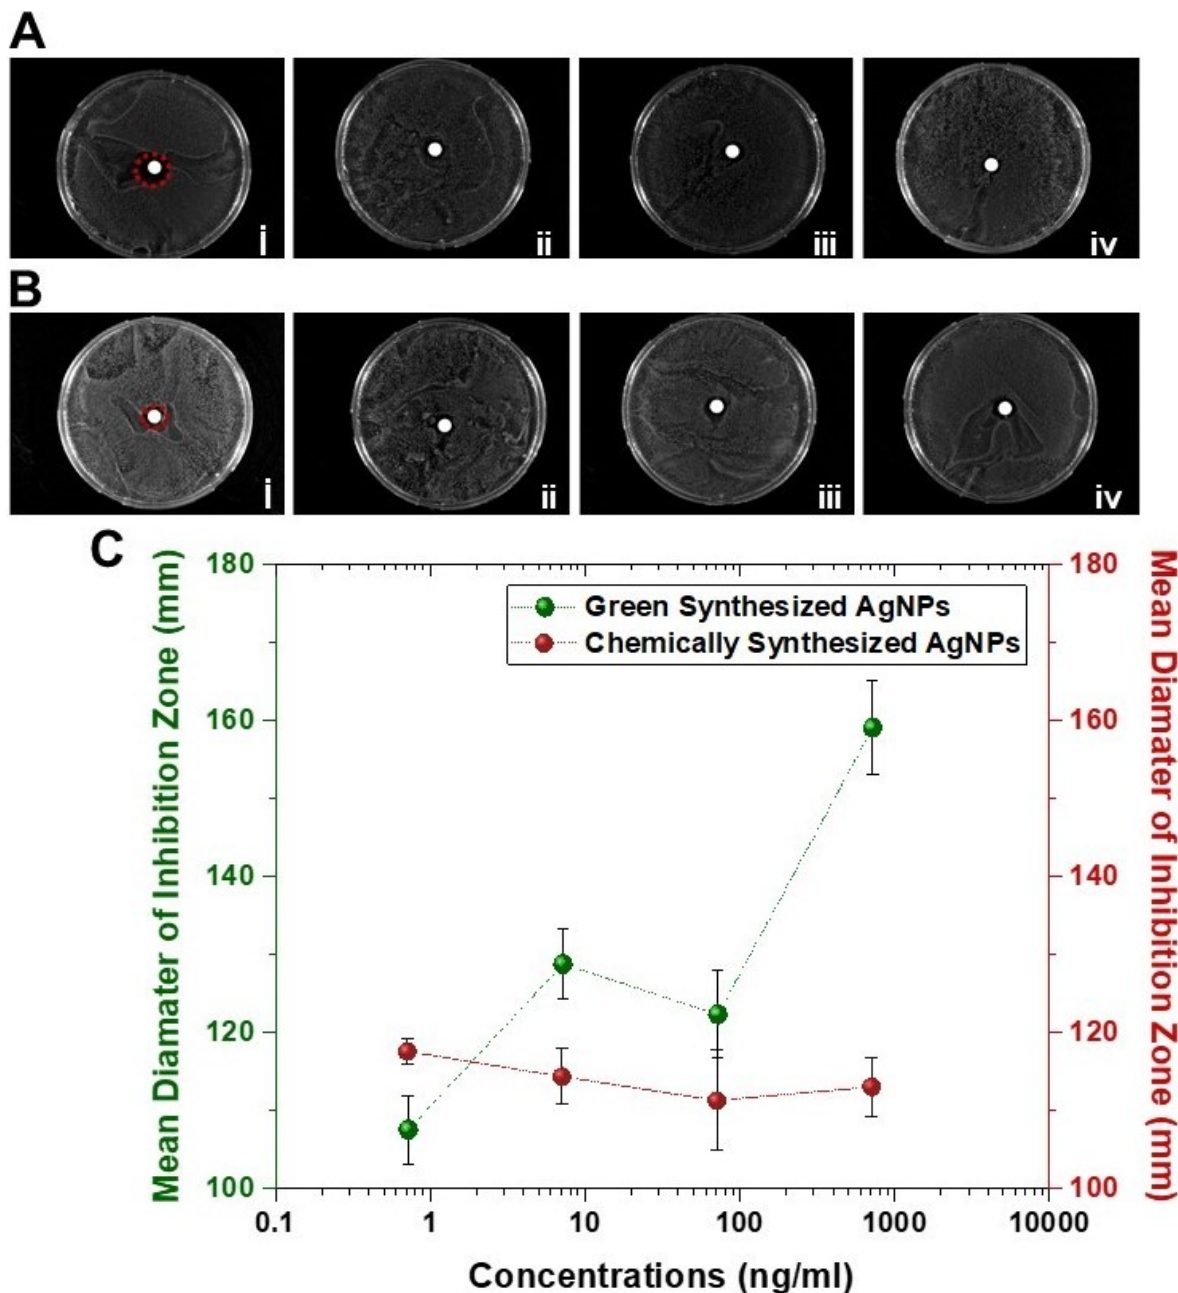 A
i ii iii iv
B
i ii iii iv
C
Mean Diamater of Inhibition Zone (mm)
180
160
140
120
100
Green Synthesized AgNPs
Chemically Synthesized AgNPs
180
160
140
120
100
Mean Diamater of Inhibition Zone (mm)
0.1 1 10 100 1000 10000
Concentrations (ng/ml)